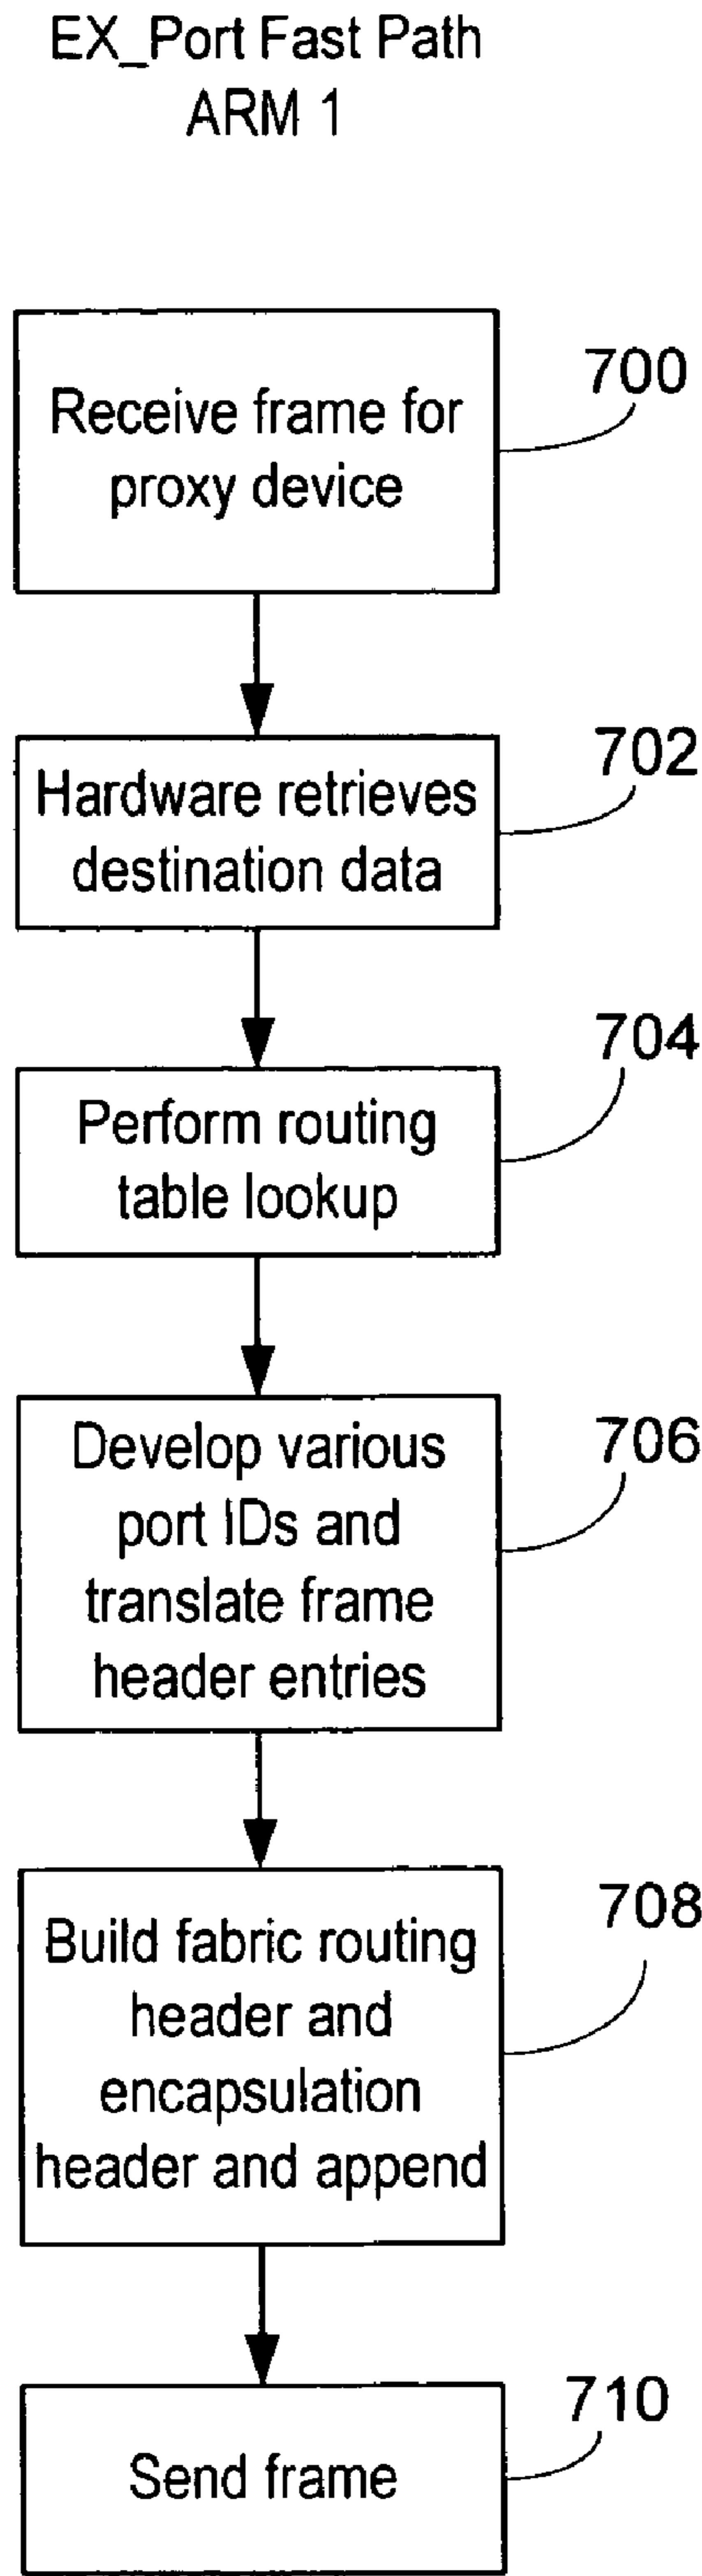 EX_Port Fast Path
ARM 1
700
Receive frame for
proxy device
702
Hardware retrieves
destination data
704
Perform routing
table lookup
706
Develop various
port IDs and
translate frame
header entries
708
Build fabric routing
header and
encapsulation
header and append
710
Send frame